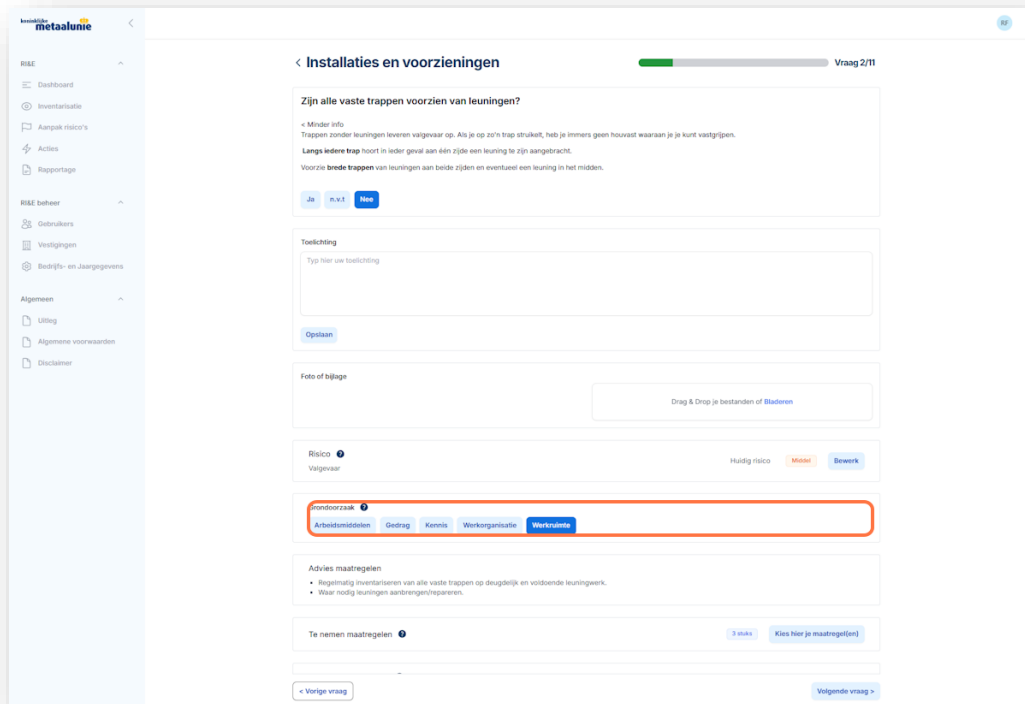 koninklijke
metaalunie
RF
RI&E
Dashboard
Inventarisatie
Aanpak risico's
Acties
Rapportage
RI&E beheer
Gebruikers
Vestigingen
Bedrijfs- en Jaargegevens
Algemeen
Uitleg
Algemene voorwaarden
Disclaimer
< Installaties en voorzieningen
Vraag 2/11
Zijn alle vaste trappen voorzien van leuningen?
< Minder info
Trappen zonder leuningen leveren valgevaar op. Als je op zo'n trap struikelt, heb je immers geen houvast waaraan je je kunt vastgrijpen.
Langs iedere trap hoort in ieder geval aan één zijde een leuning te zijn aangebracht.
Voorzie brede trappen van leuningen aan beide zijden en eventueel een leuning in het midden.
Ja n.v.t Nee
Toelichting
Typ hier uw toelichting
Opslaan
Foto of bijlage
Drag & Drop je bestanden of Bladeren
Risico ?
Valgevaar
Huidig risico Middel Bewerk
Grondoorzaak ?
Arbeidsmiddelen Gedrag Kennis Werkorganisatie Werkruimte
Advies maatregelen
• Regelmatig inventariseren van alle vaste trappen op deugdelijk en voldoende leuningwerk.
• Waar nodig leuningen aanbrengen/repareren.
Te nemen maatregelen ?
3 stuks Kies hier je maatregel(en)
< Vorige vraag
Volgende vraag >